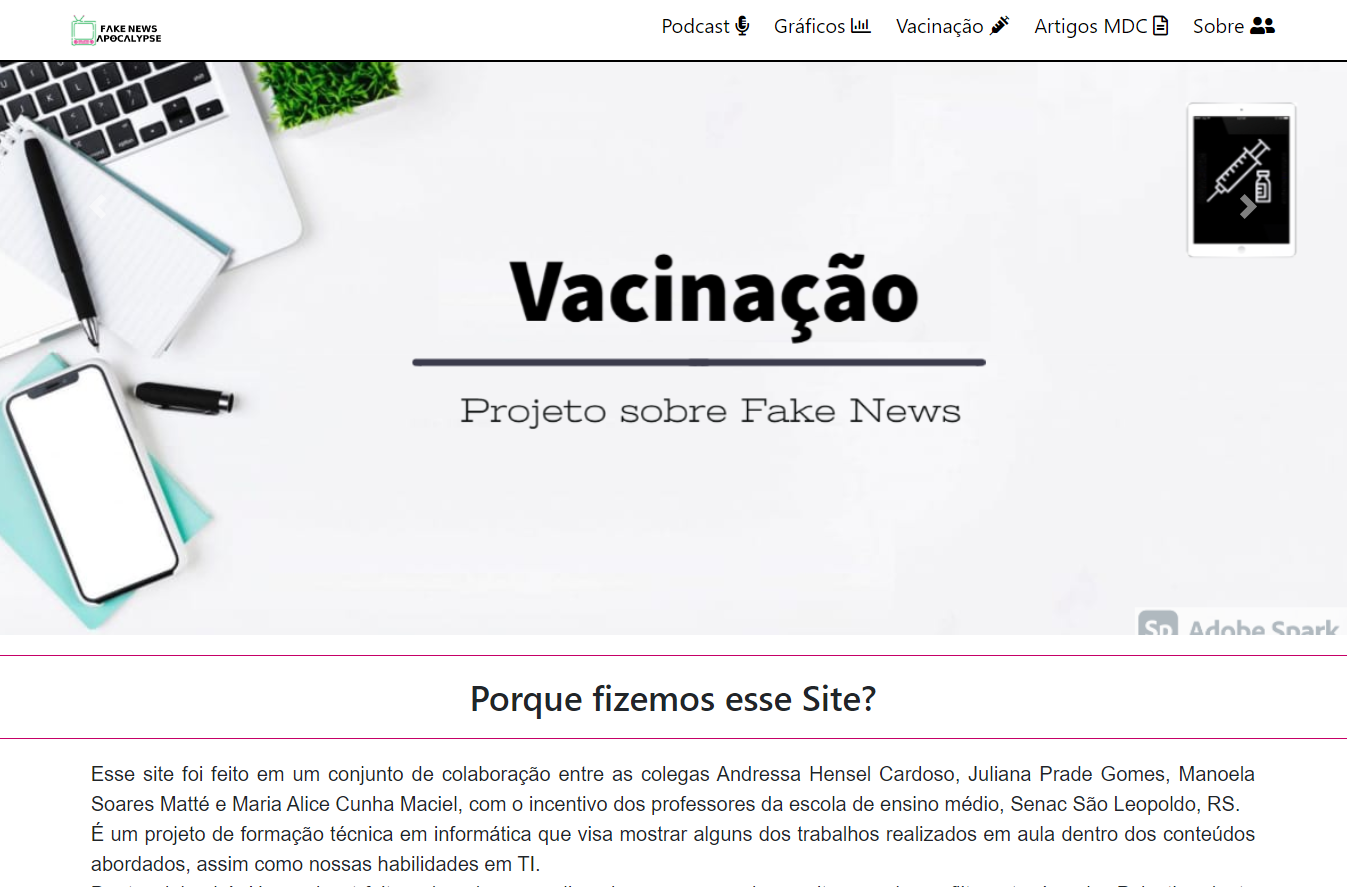 FAKE NEWS
APOCALYPSE
Podcast Gráficos Vacinação Artigos MDC Sobre
Vacinação
Projeto sobre Fake News
Sp Adobe Spark
Porque fizemos esse Site?
Esse site foi feito em um conjunto de colaboração entre as colegas Andressa Hensel Cardoso, Juliana Prade Gomes, Manoela
Soares Matté e Maria Alice Cunha Maciel, com o incentivo dos professores da escola de ensino médio, Senac São Leopoldo, RS.
É um projeto de formação técnica em informática que visa mostrar alguns dos trabalhos realizados em aula dentro dos conteúdos
abordados, assim como nossas habilidades em TI.